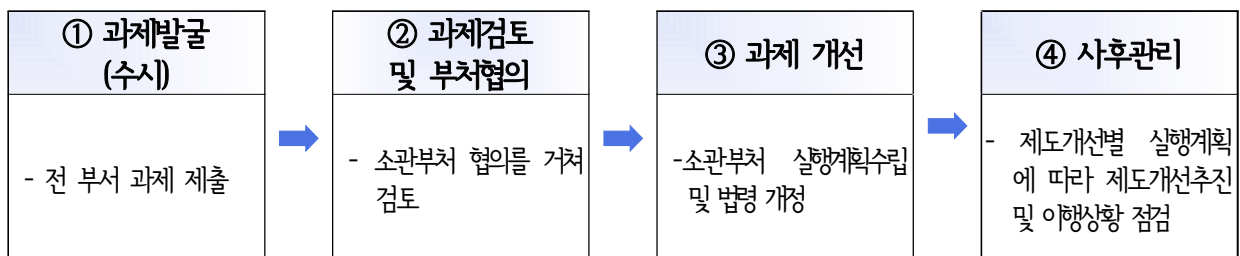 ① 과제발굴
(수시)
- 전 부서 과제 제출
② 과제검토
및 부처협의
- 소관부처 협의를 거쳐
검토
③ 과제 개선
-소관부처 실행계획수립
및 법령 개정
④ 사후관리
- 제도개선별 실행계획
에 따라 제도개선추진
및 이행상황 점검